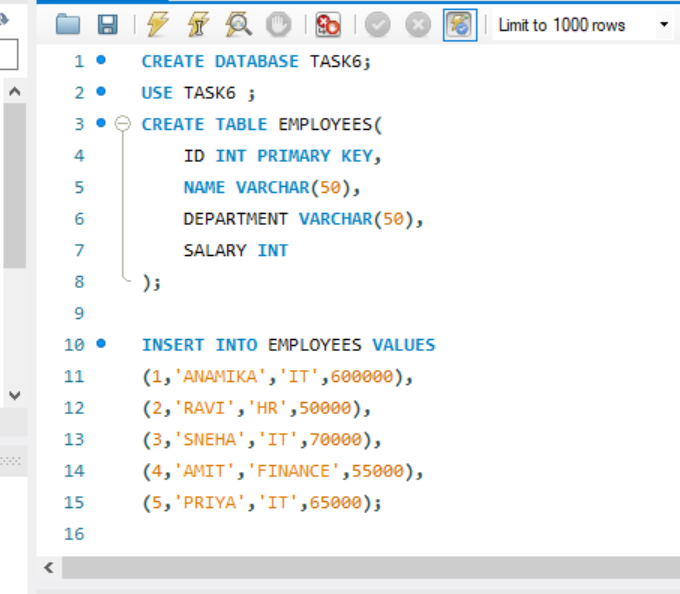 Limit to 1000 rows
1 CREATE DATABASE TASK6;
2 USE TASK6 ;
3 CREATE TABLE EMPLOYEES(
4 ID INT PRIMARY KEY,
5 NAME VARCHAR(50),
6 DEPARTMENT VARCHAR(50),
7 SALARY INT
8 );
9
10 INSERT INTO EMPLOYEES VALUES
11 (1,'ANAMIKA','IT',600000),
12 (2,'RAVI','HR',50000),
13 (3,'SNEHA','IT',70000),
14 (4,'AMIT','FINANCE',55000),
15 (5,'PRIYA','IT',65000);
16